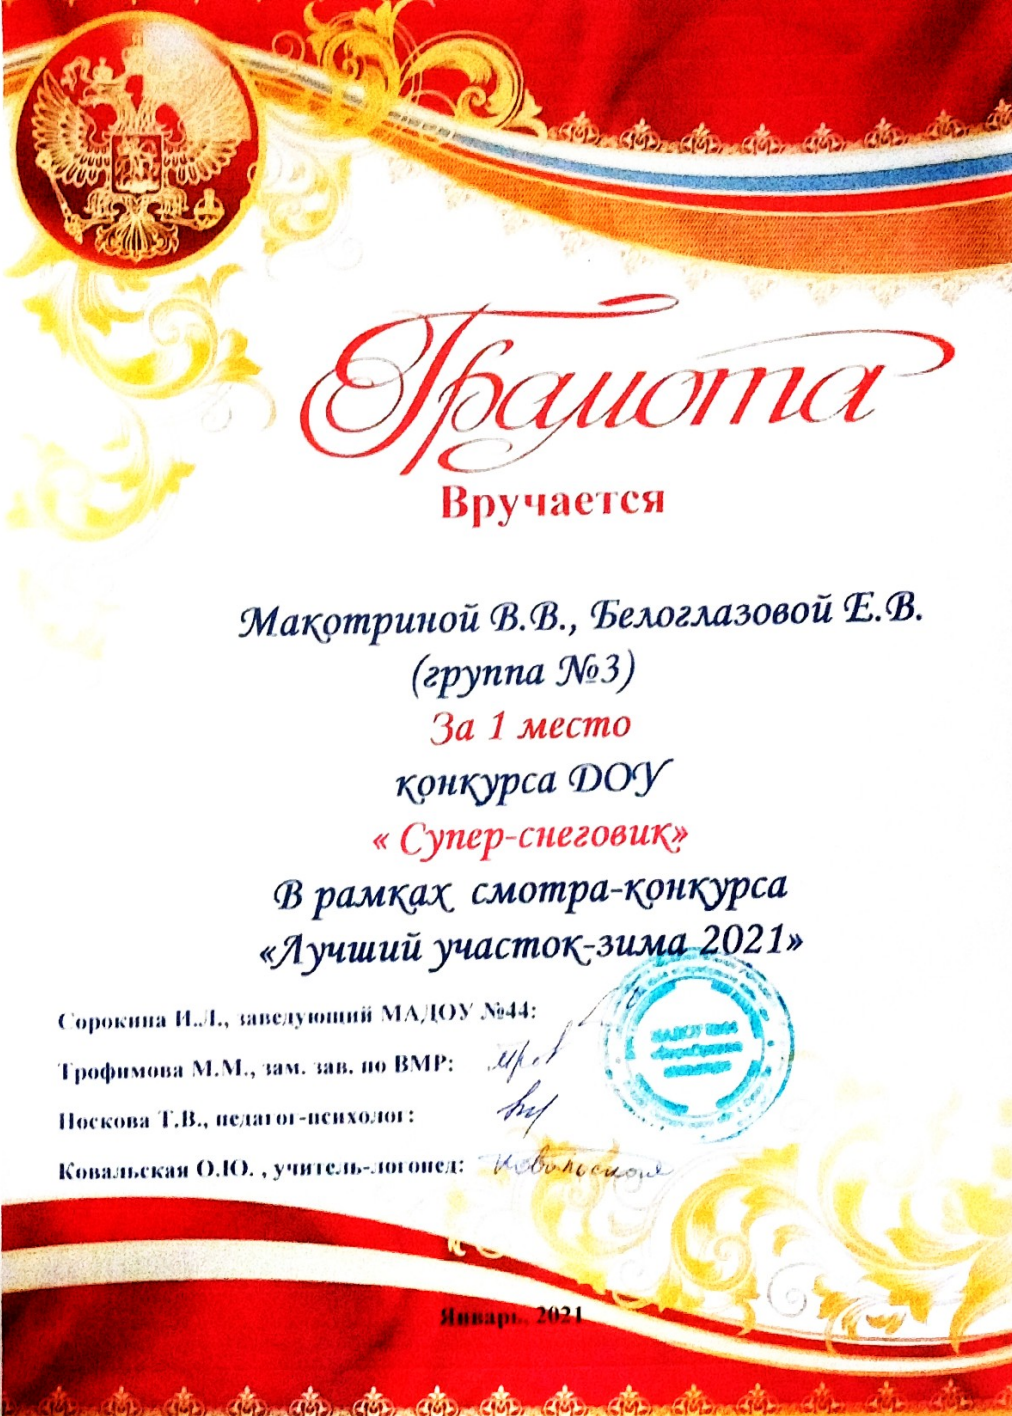 Грамота
Вручается
Макотриной В.В., Белоглазовой Е.В.
(группа №3)
За 1 место
конкурса ДОУ
« Супер-снеговик»
В рамках смотра-конкурса
«Лучший участок-зима 2021»
Сорокина И.Л., заведующий МАДОУ №44:
Трофимова М.М., зам. зав. по ВМР:
Носкова Т.В., педагог-психолог:
Ковальская О.Ю. , учитель-логопед:
Январь, 2021